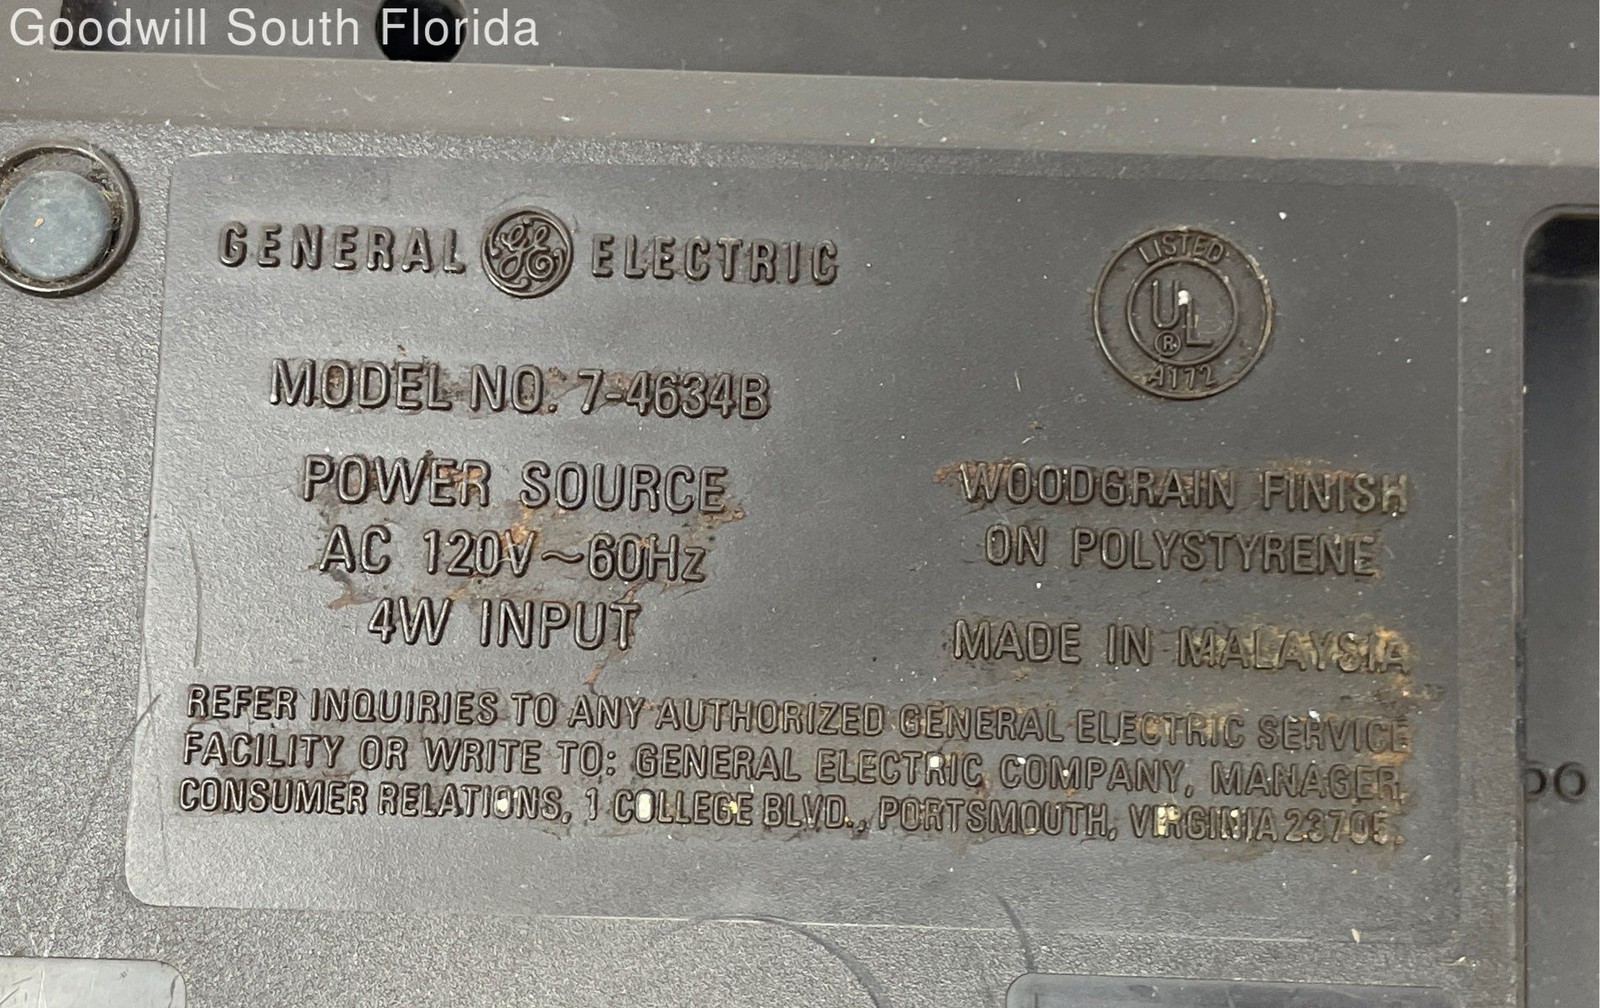 Goodwill South Florida
GENERAL GE ELECTRIC
LISTED
UL
®
A172
MODEL NO. 7-4634B
POWER SOURCE
AC 120V~60Hz
4W INPUT
WOODGRAIN FINISH
ON POLYSTYRENE
MADE IN MALAYSIA
REFER INQUIRIES TO ANY AUTHORIZED GENERAL ELECTRIC SERVICE
FACILITY OR WRITE TO: GENERAL ELECTRIC COMPANY, MANAGER,
CONSUMER RELATIONS, 1 COLLEGE BLVD., PORTSMOUTH, VIRGINIA 23705.